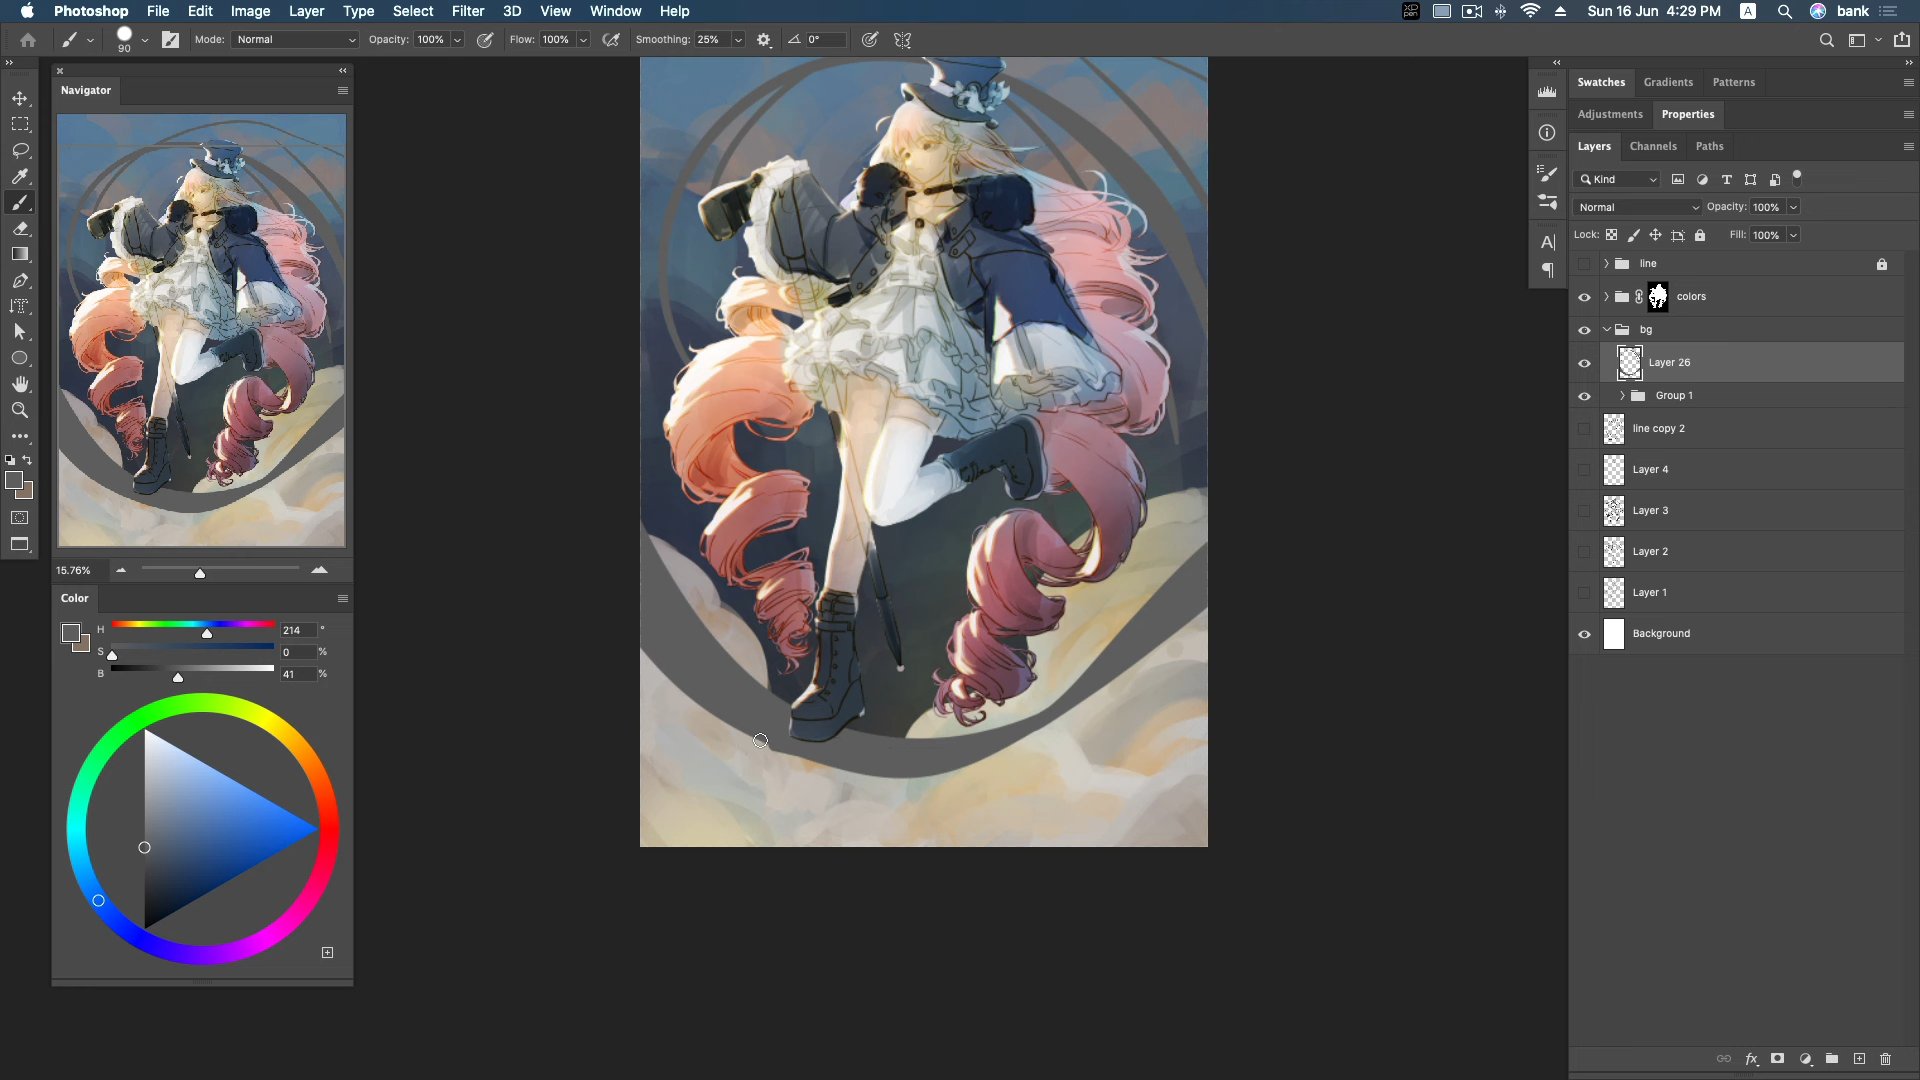 Photoshop File Edit Image Layer Type Select Filter 3D View Window Help
XP pen
Sun 16 Jun 4:29 PM A bank
90 Mode: Normal Opacity: 100% Flow: 100% Smoothing: 25% 0°
Navigator
15.76%
Color
H 214 °
S 0 %
B 41 %
Swatches Gradients Patterns
Adjustments Properties
Layers Channels Paths
Kind T
Normal Opacity: 100%
Lock: Fill: 100%
line
colors
bg
Layer 26
Group 1
line copy 2
Layer 4
Layer 3
Layer 2
Layer 1
Background
fx